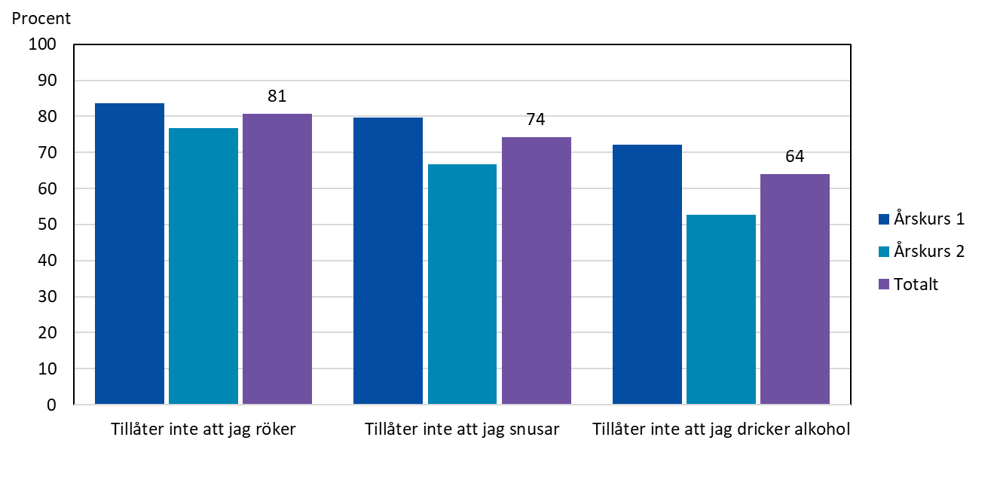 Procent
100
90
80
70
60
50
40
30
20
10
0
81
74
64
Tillåter inte att jag röker
Tillåter inte att jag snusar
Tillåter inte att jag dricker alkohol
Årskurs 1
Årskurs 2
Totalt